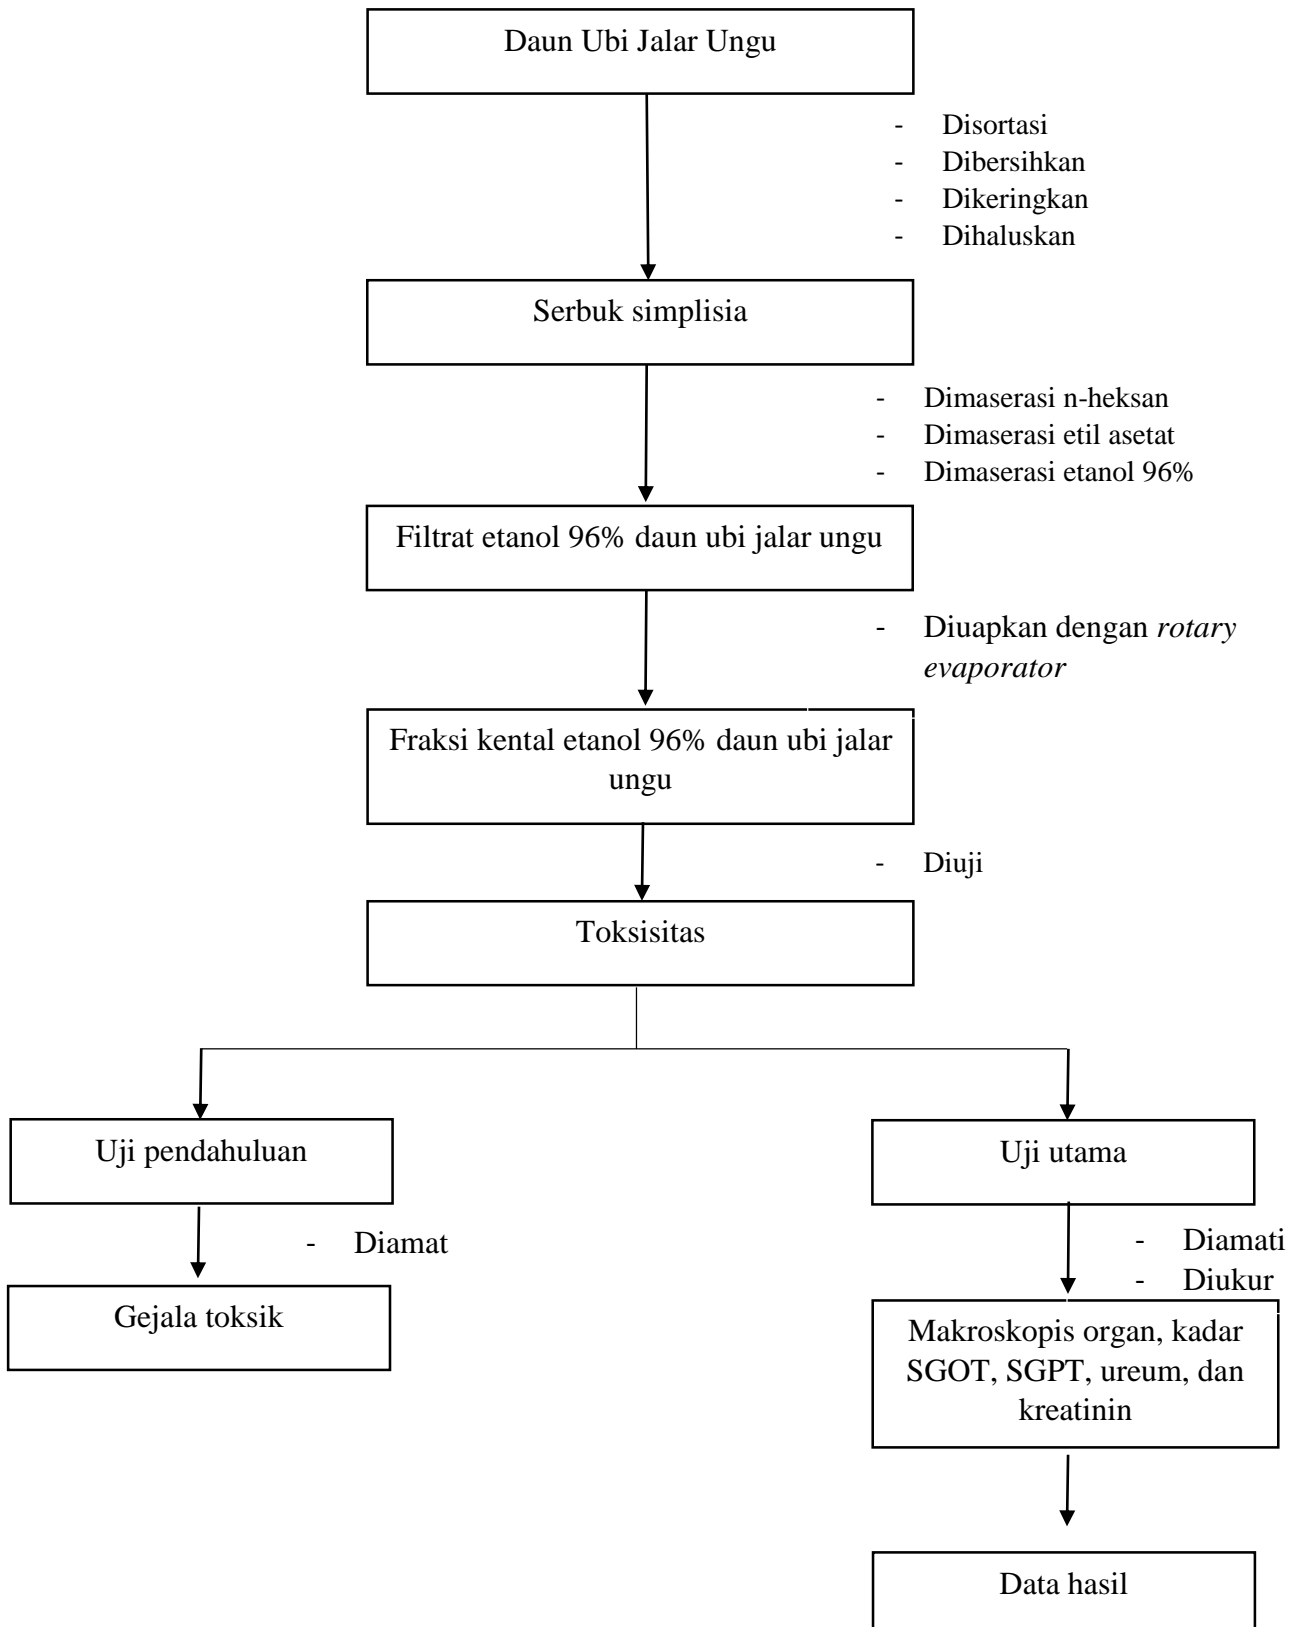 Daun Ubi Jalar Ungu
- Disortasi
- Dibersihkan
- Dikeringkan
- Dihaluskan
Serbuk simplisia
- Dimaserasi n-heksan
- Dimaserasi etil asetat
- Dimaserasi etanol 96%
Filtrat etanol 96% daun ubi jalar ungu
- Diuapkan dengan rotary
evaporator
Fraksi kental etanol 96% daun ubi jalar
ungu
- Diuji
Toksisitas
Uji pendahuluan
- Diamat
Gejala toksik
Uji utama
- Diamati
- Diukur
Makroskopis organ, kadar
SGOT, SGPT, ureum, dan
kreatinin
Data hasil